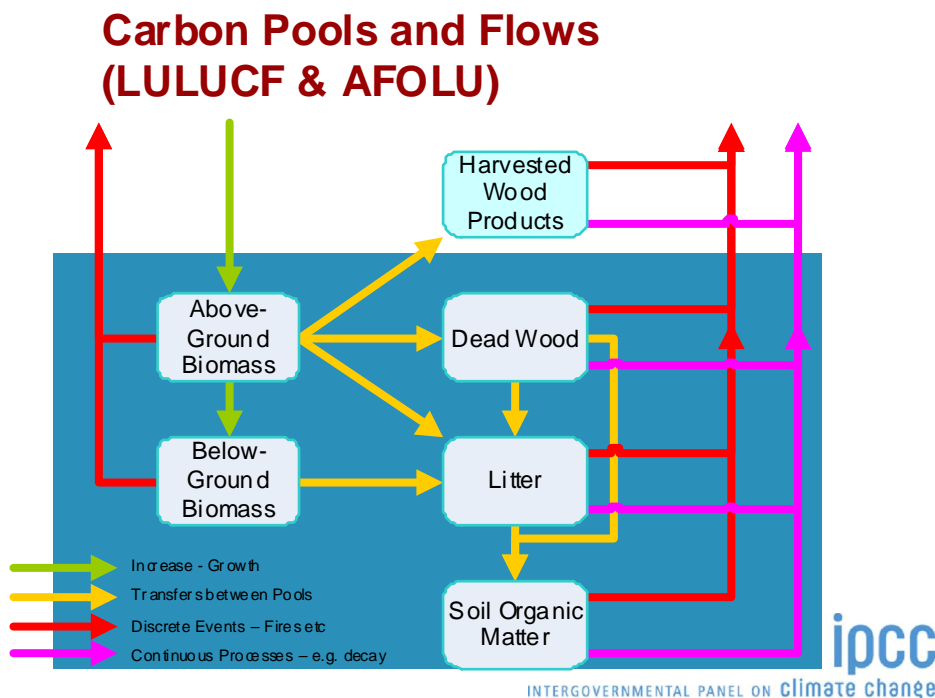 Carbon Pools and Flows
(LULUCF & AFOLU)
Harvested
Wood
Products
Above-
Ground
Biomass
Dead Wood
Below-
Ground
Biomass
Litter
Soil Organic
Matter
Increase - Growth
Transfers between Pools
Discrete Events – Fires etc
Continuous Processes – e.g. decay
ipcc
INTERGOVERNMENTAL PANEL ON climate change